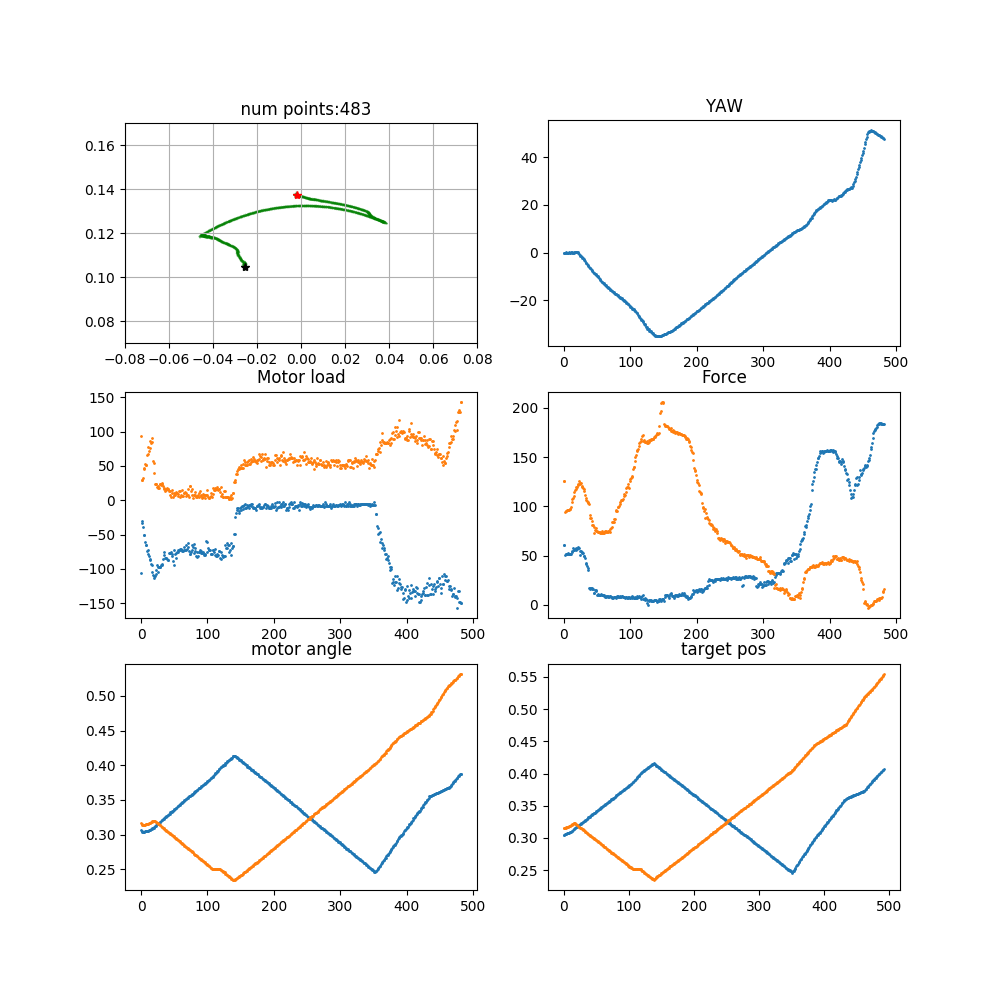 num points:483
YAW
0.16
0.14
0.12
0.10
0.08
−0.08 −0.06 −0.04 −0.02 0.00 0.02 0.04 0.06 0.08
40
20
0
−20
0 100 200 300 400 500
Motor load
Force
150
100
50
0
−50
−100
−150
0 100 200 300 400 500
200
150
100
50
0
0 100 200 300 400 500
motor angle
target pos
0.50
0.45
0.40
0.35
0.30
0.25
0 100 200 300 400 500
0.55
0.50
0.45
0.40
0.35
0.30
0.25
0 100 200 300 400 500